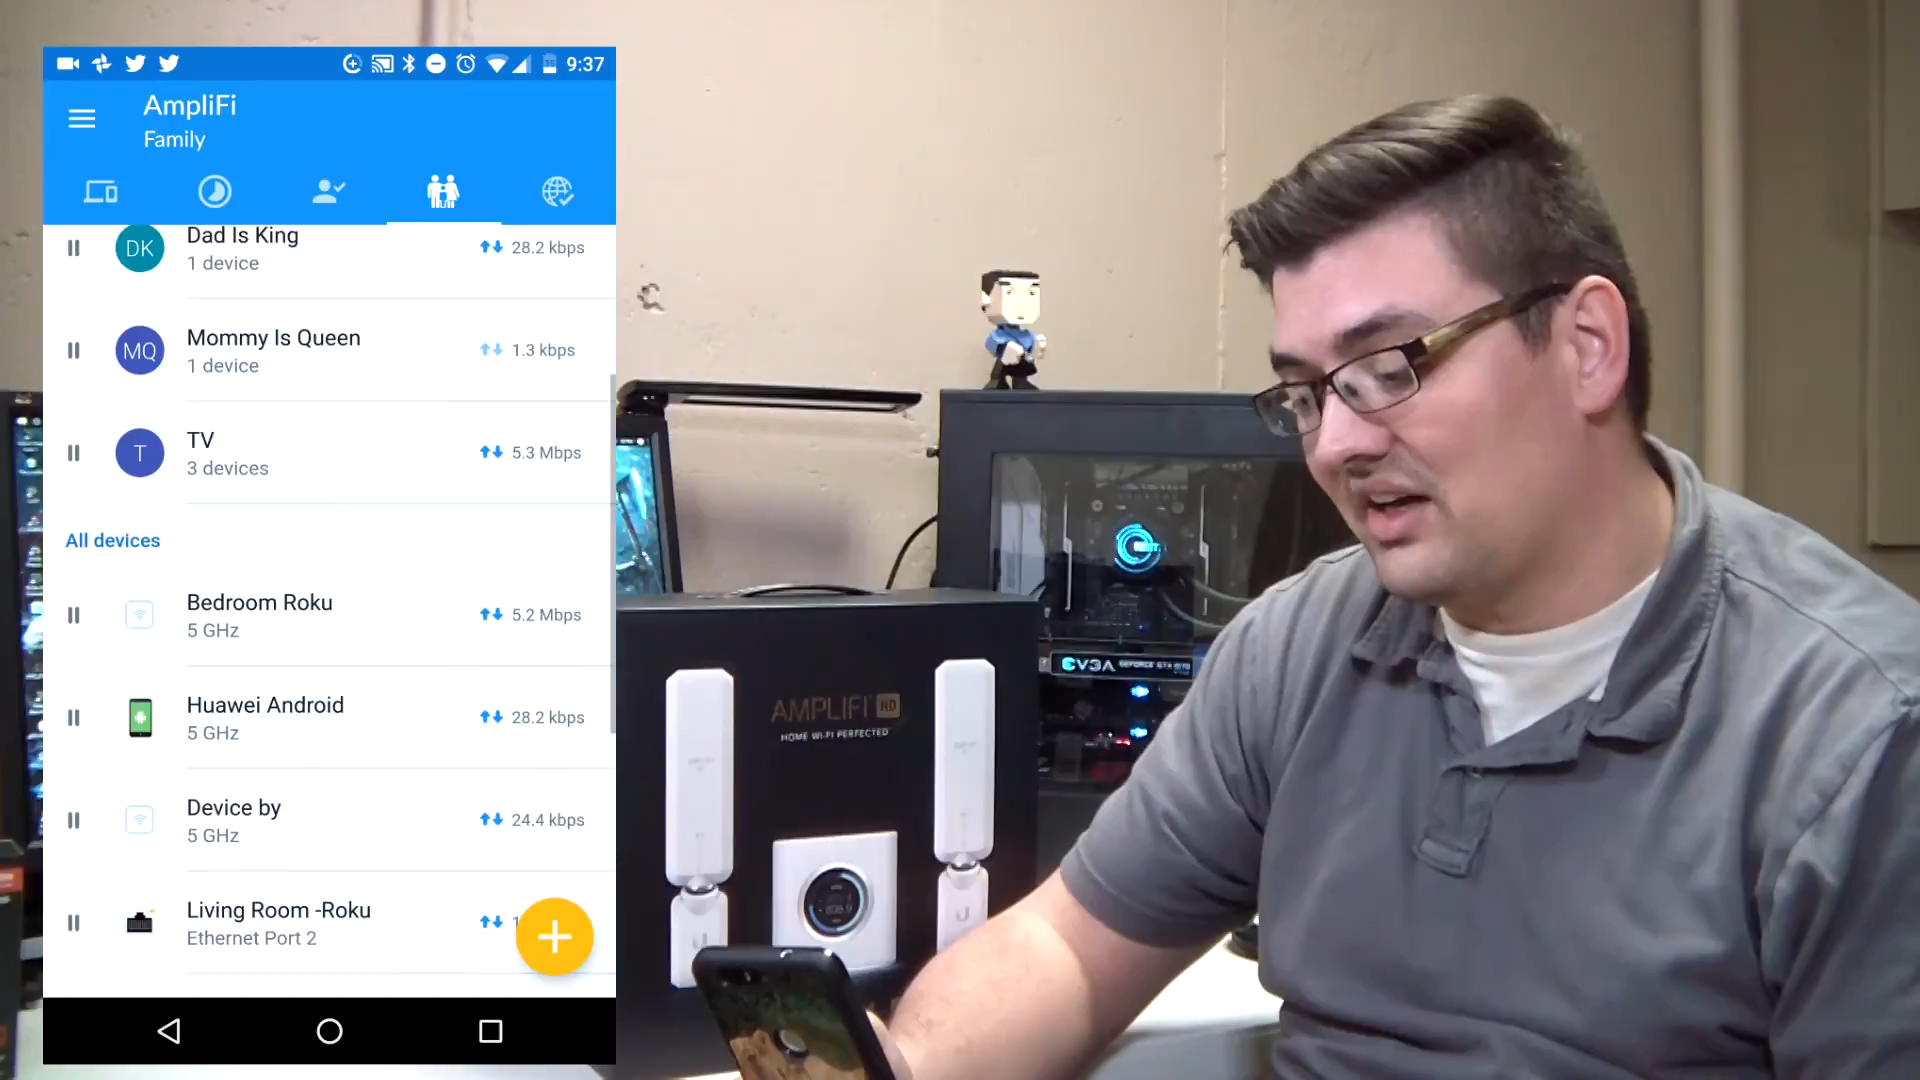 9:37
AmpliFi
Family
DK
Dad Is King
1 device
28.2 kbps
MQ
Mommy Is Queen
1 device
1.3 kbps
T
TV
3 devices
5.3 Mbps
All devices
Bedroom Roku
5 GHz
5.2 Mbps
Huawei Android
5 GHz
28.2 kbps
Device by
5 GHz
24.4 kbps
Living Room -Roku
Ethernet Port 2
AMPLIFI HD
HOME WI-FI PERFECTED
EVGA GEFORCE GTX